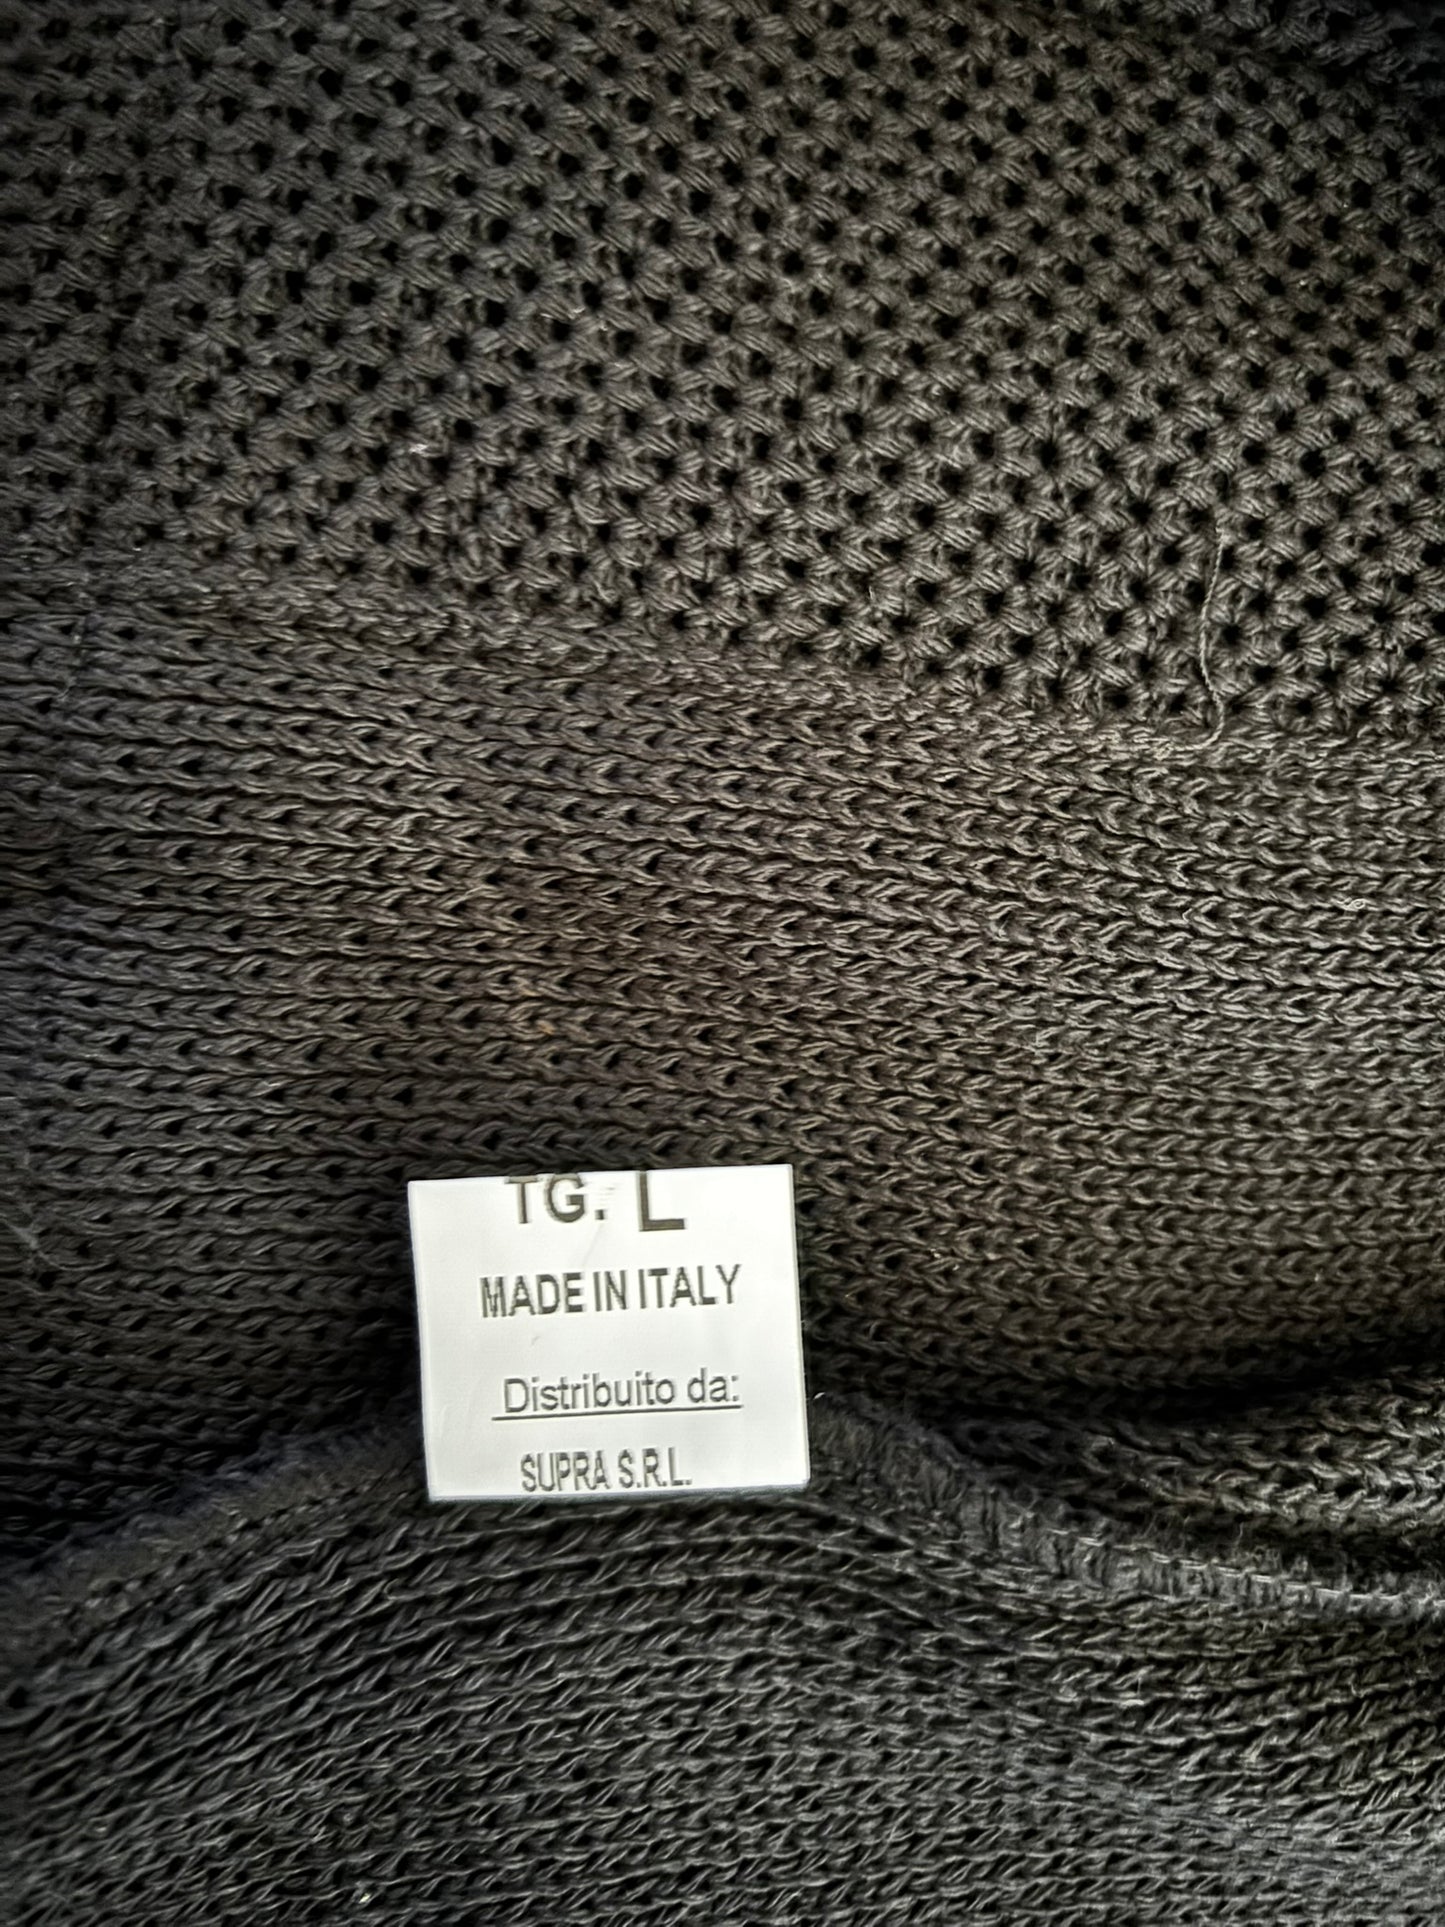 TG. L
MADE IN ITALY
Distribuito da:
SUPRA S.R.L.